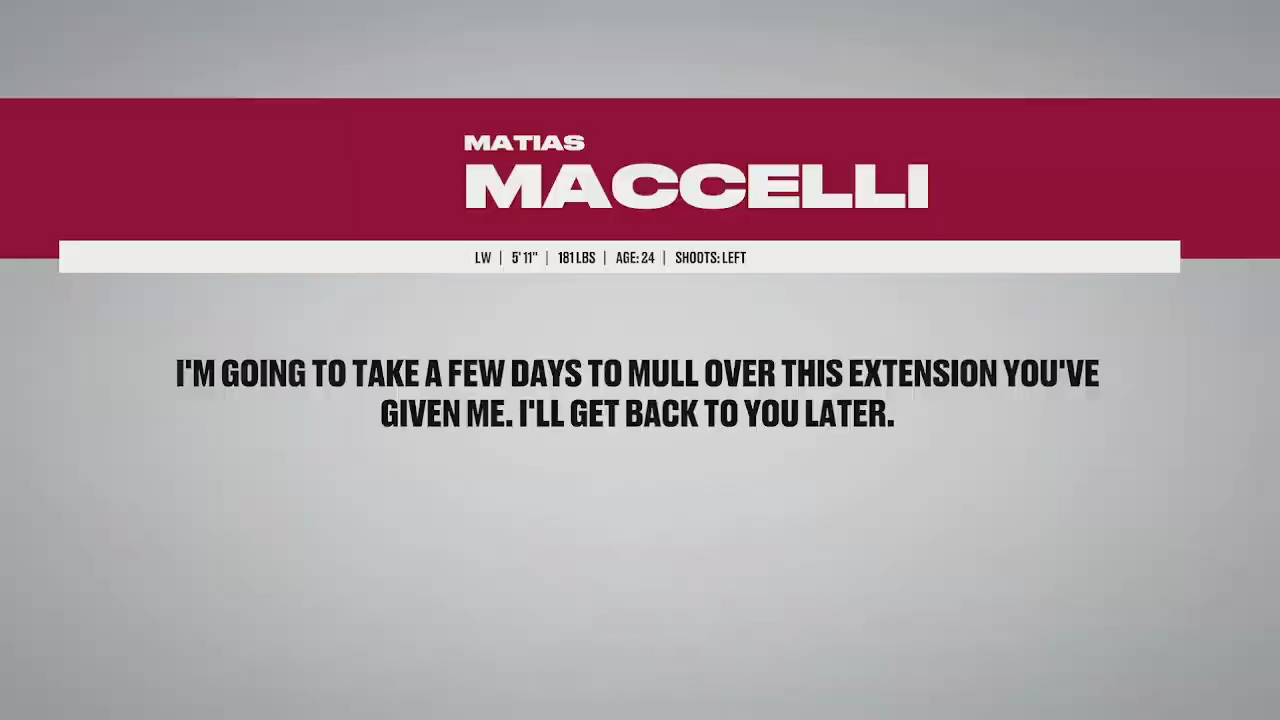 MATIAS
MACCELLI
LW | 5'11" | 181 LBS | AGE: 24 | SHOOTS: LEFT
I'M GOING TO TAKE A FEW DAYS TO MULL OVER THIS EXTENSION YOU'VE
GIVEN ME. I'LL GET BACK TO YOU LATER.